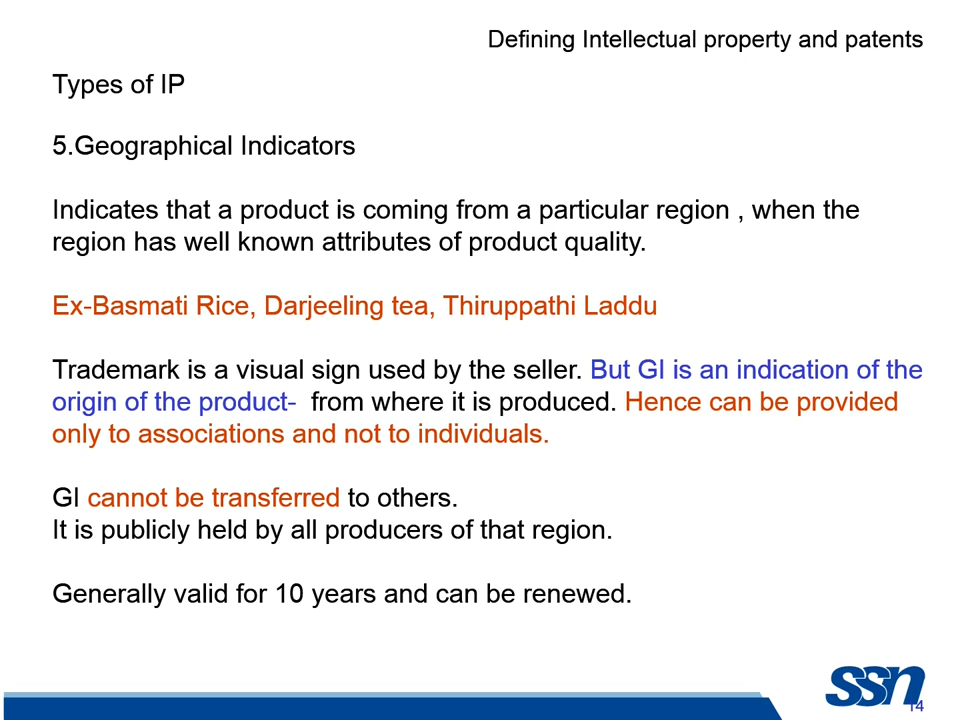 Defining Intellectual property and patents
Types of IP
5.Geographical Indicators
Indicates that a product is coming from a particular region , when the
region has well known attributes of product quality.
Ex-Basmati Rice, Darjeeling tea, Thiruppathi Laddu
Trademark is a visual sign used by the seller. But GI is an indication of the
origin of the product-  from where it is produced. Hence can be provided
only to associations and not to individuals.
GI cannot be transferred to others.
It is publicly held by all producers of that region.
Generally valid for 10 years and can be renewed.
ssn
14